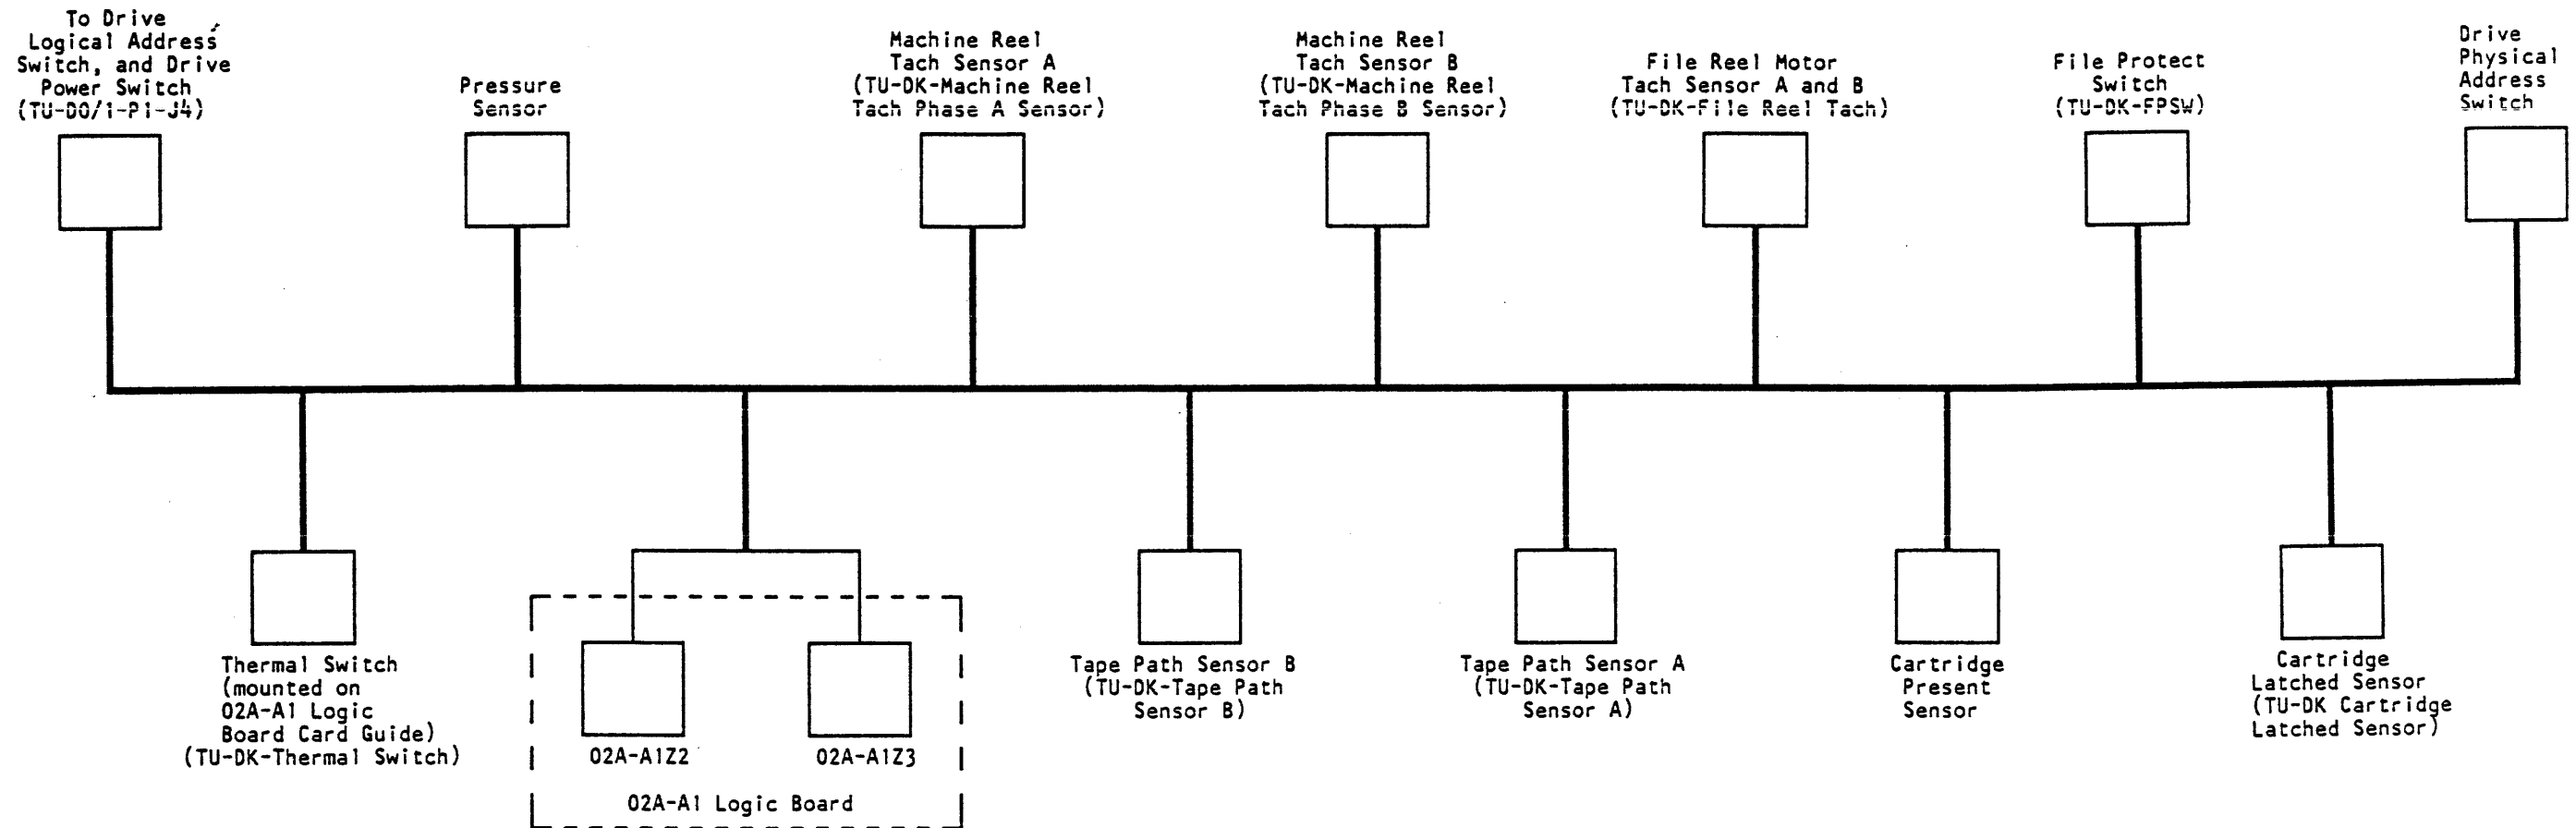 To Drive
Logical Address
Switch, and Drive
Power Switch
(TU-D0/1-P1-J4)
Pressure
Sensor
Machine Reel
Tach Sensor A
(TU-DK-Machine Reel
Tach Phase A Sensor)
Machine Reel
Tach Sensor B
(TU-DK-Machine Reel
Tach Phase B Sensor)
File Reel Motor
Tach Sensor A and B
(TU-DK-File Reel Tach)
File Protect
Switch
(TU-DK-FPSW)
Drive
Physical
Address
Switch
Thermal Switch
(mounted on
02A-A1 Logic
Board Card Guide)
(TU-DK-Thermal Switch)
02A-A1Z2
02A-A1Z3
02A-A1 Logic Board
Tape Path Sensor B
(TU-DK-Tape Path
Sensor B)
Tape Path Sensor A
(TU-DK-Tape Path
Sensor A)
Cartridge
Present
Sensor
Cartridge
Latched Sensor
(TU-DK Cartridge
Latched Sensor)